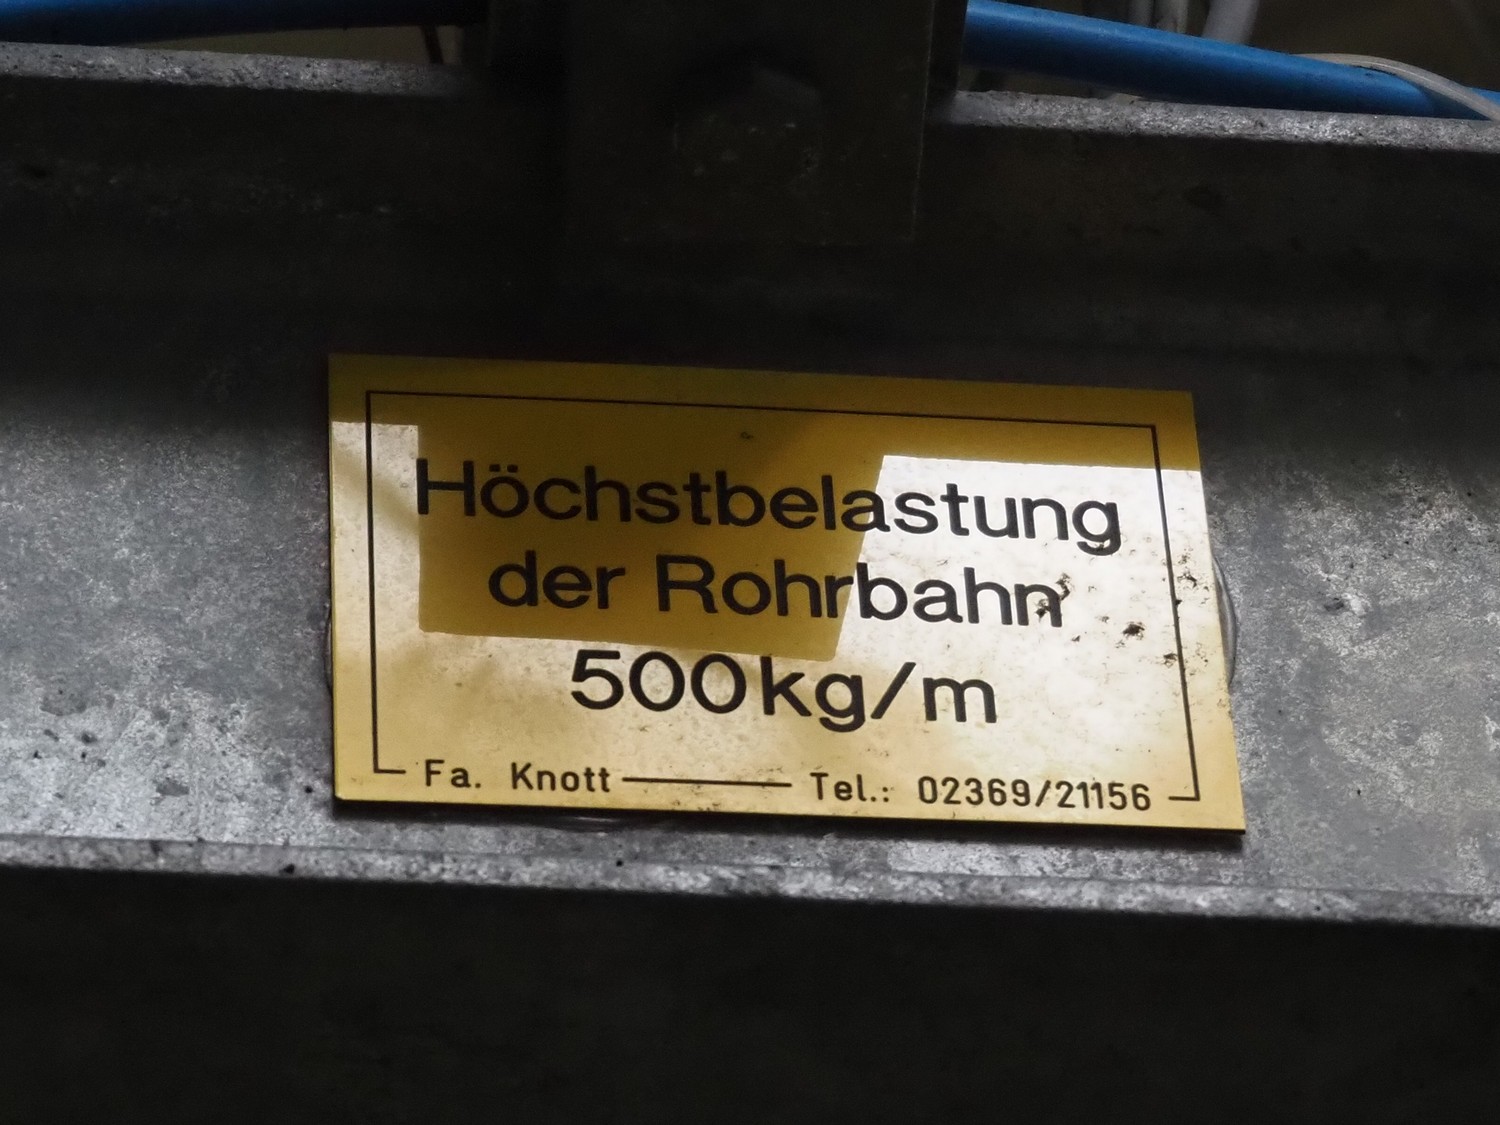 Höchstbelastung
der Rohrbahn
500kg/m
Fa. Knott Tel.: 02369/21156